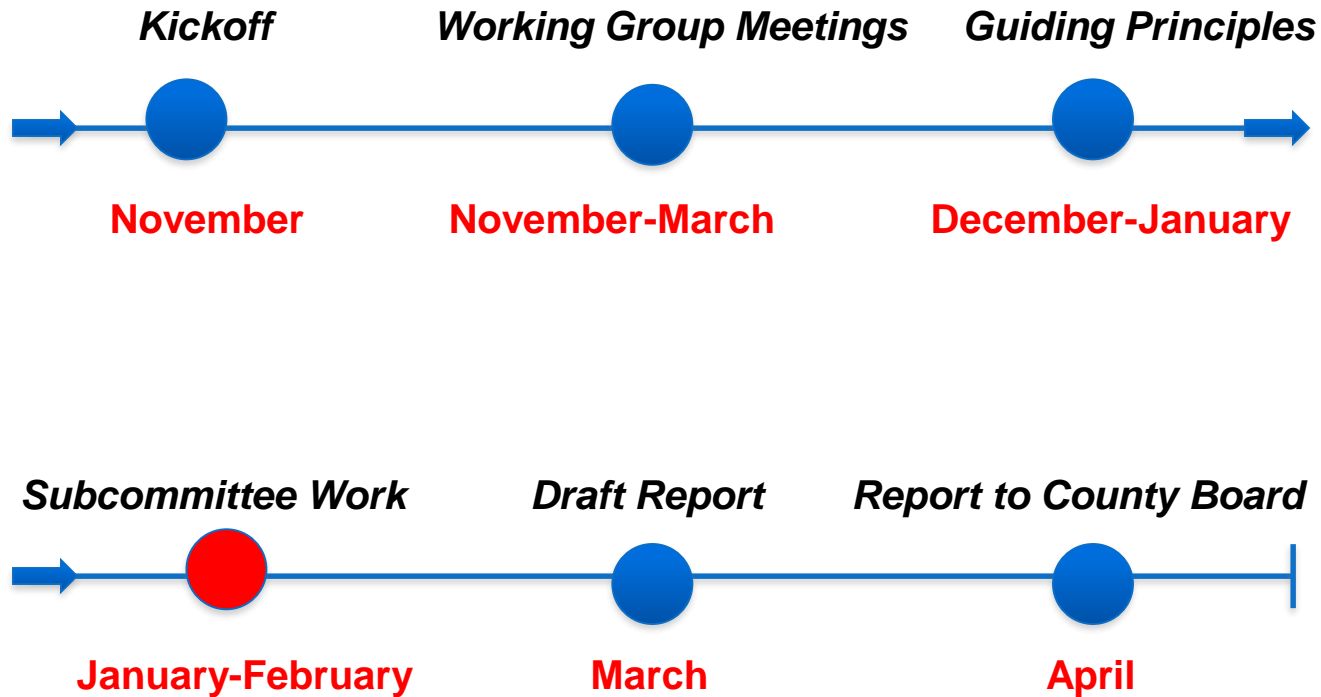 Kickoff
Working Group Meetings
Guiding Principles
November
November-March
December-January
Subcommittee Work
Draft Report
Report to County Board
January-February
March
April